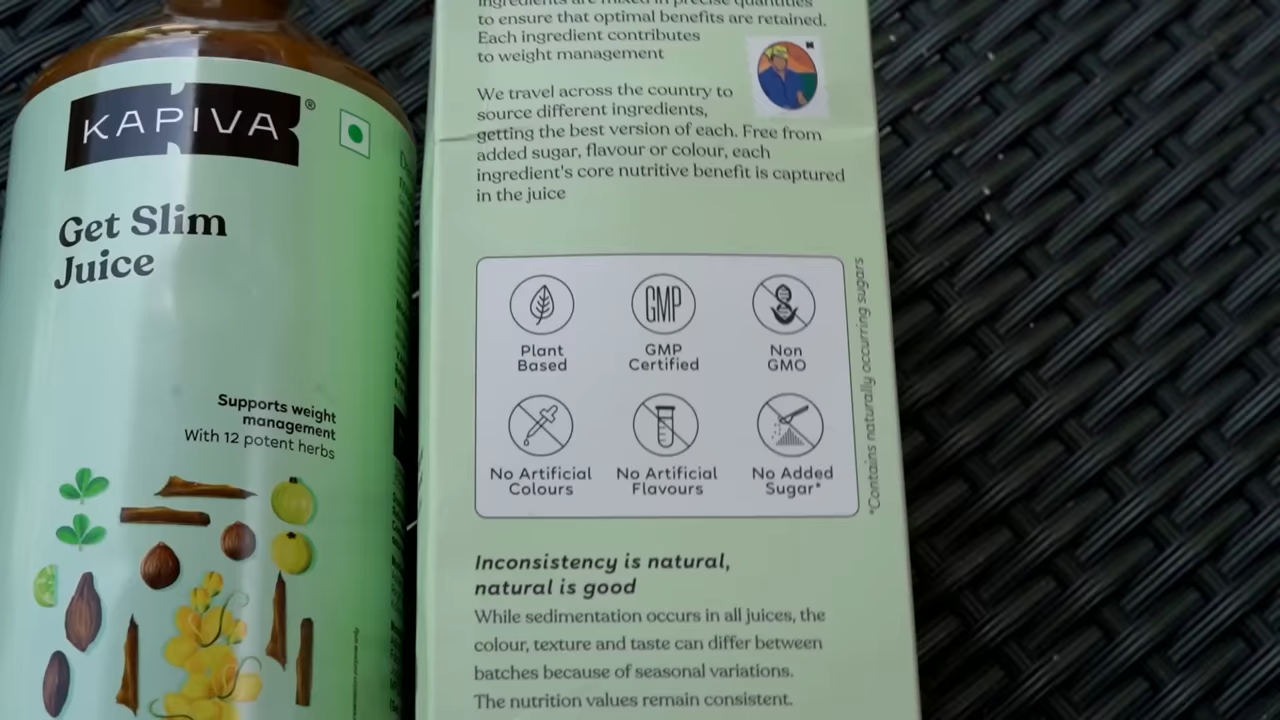 KAPIVA®
Get Slim
Juice
Supports weight
management
With 12 potent herbs
ingredients are mixed in precise quantities
to ensure that optimal benefits are retained.
Each ingredient contributes
to weight management
We travel across the country to
source different ingredients,
getting the best version of each. Free from
added sugar, flavour or colour, each
ingredient's core nutritive benefit is captured
in the juice
GMP
Plant
Based
GMP
Certified
Non
GMO
No Artificial
Colours
No Artificial
Flavours
No Added
Sugar*
*Contains naturally occurring sugars
Inconsistency is natural,
natural is good
While sedimentation occurs in all juices, the
colour, texture and taste can differ between
batches because of seasonal variations.
The nutrition values remain consistent.